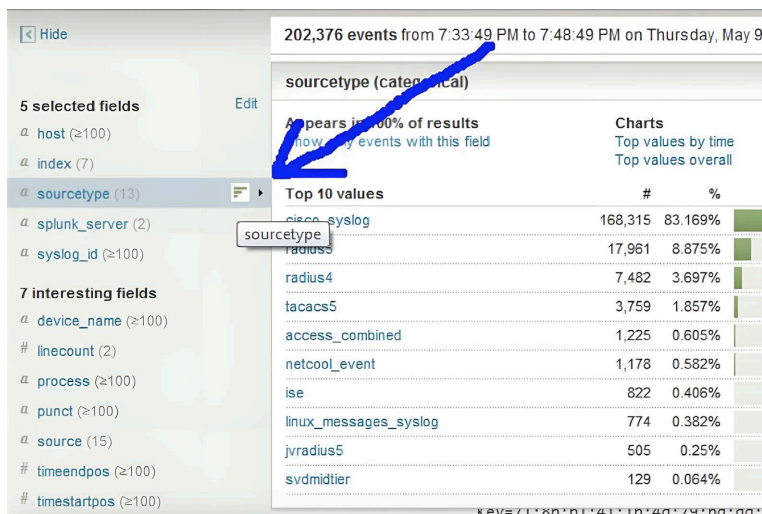 Hide
5 selected fields Edit
a host (≥100)
a index (7)
a sourcetype (13)
a splunk_server (2)
a syslog_id (≥100)
7 interesting fields
a device_name (≥100)
# linecount (2)
a process (≥100)
a punct (≥100)
a source (15)
# timeendpos (≥100)
# timestartpos (≥100)
sourcetype
202,376 events from 7:33:49 PM to 7:48:49 PM on Thursday, May 9
sourcetype (categorical)
Appears in 100% of results
Show only events with this field
Charts
Top values by time
Top values overall
Top 10 values # %
cisco_syslog 168,315 83.169%
radius5 17,961 8.875%
radius4 7,482 3.697%
tacacs5 3,759 1.857%
access_combined 1,225 0.605%
netcool_event 1,178 0.582%
ise 822 0.406%
linux_messages_syslog 774 0.382%
jvradius5 505 0.25%
svdmidtier 129 0.064%